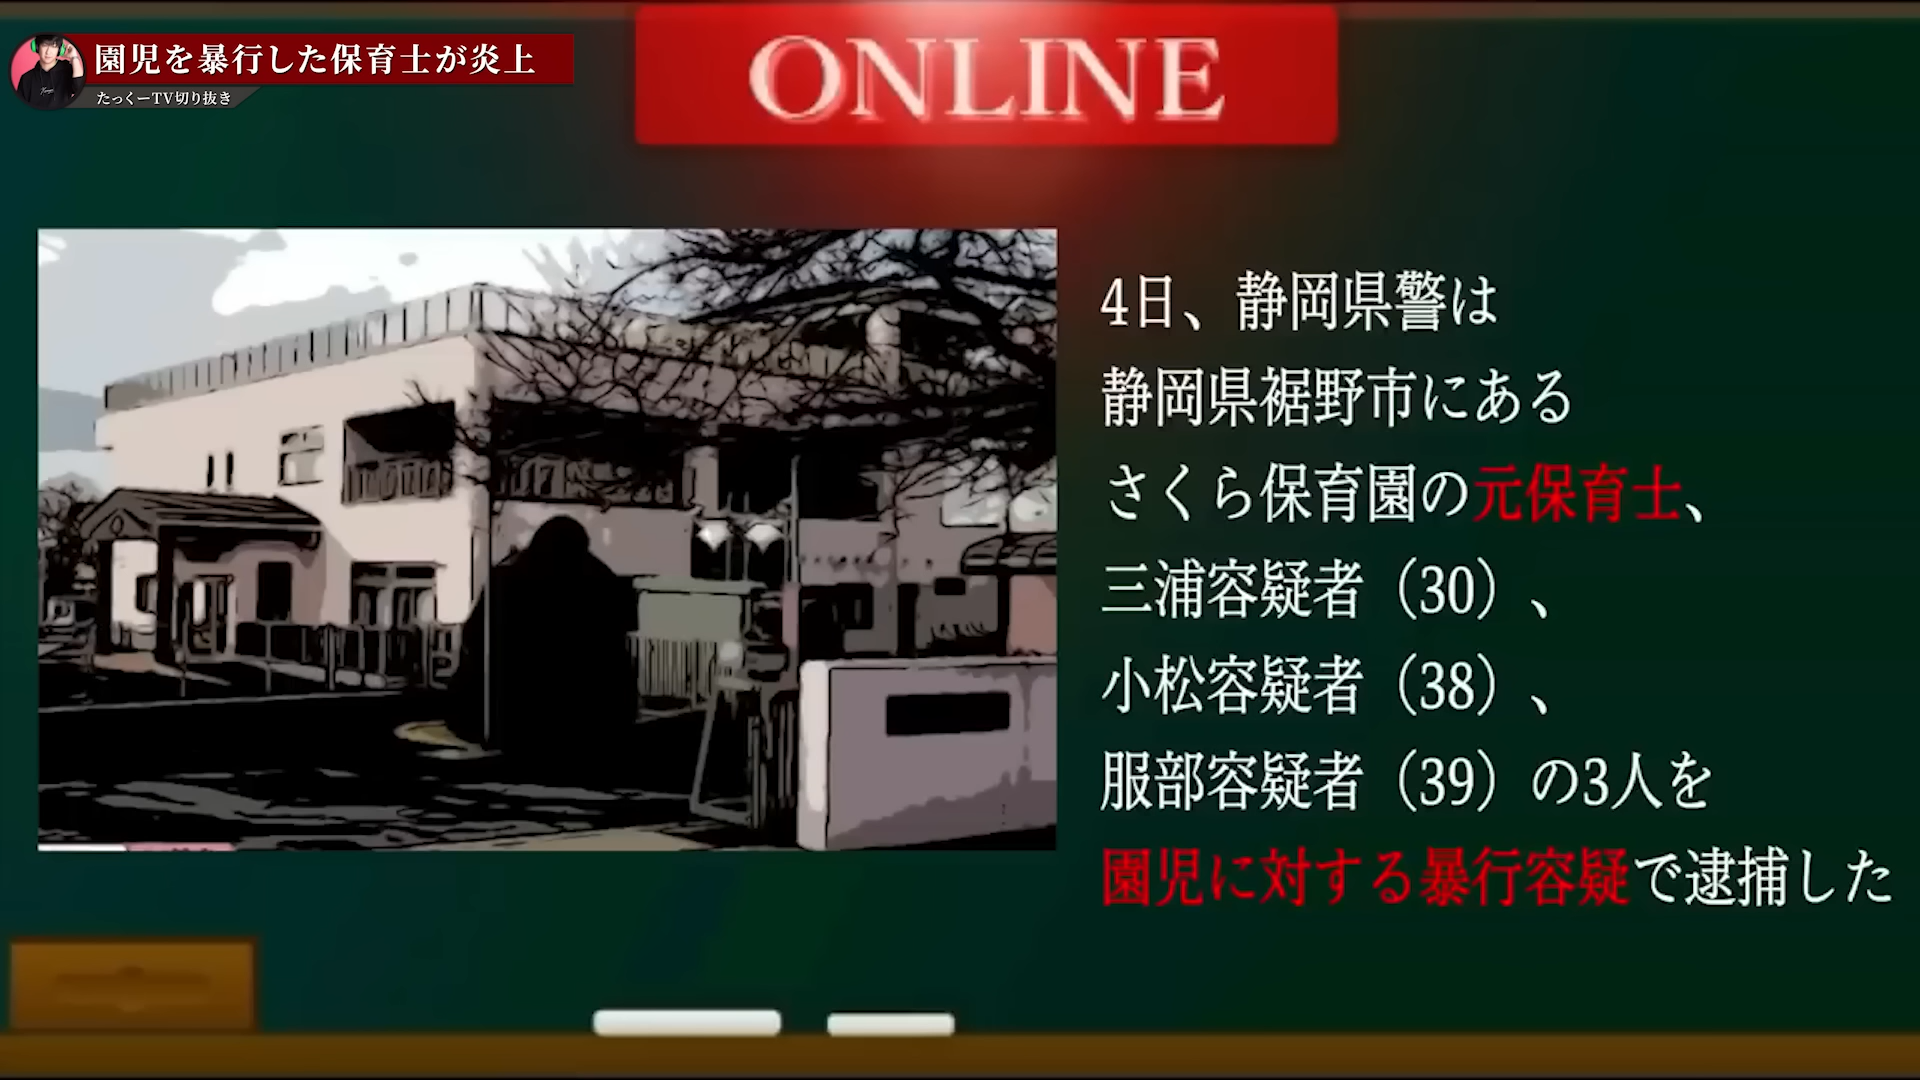 園児を暴行した保育士が炎上
たっくーTV切り抜き
ONLINE
4日、静岡県警は
静岡県裾野市にある
さくら保育園の元保育士、
三浦容疑者（30）、
小松容疑者（38）、
服部容疑者（39）の3人を
園児に対する暴行容疑で逮捕した